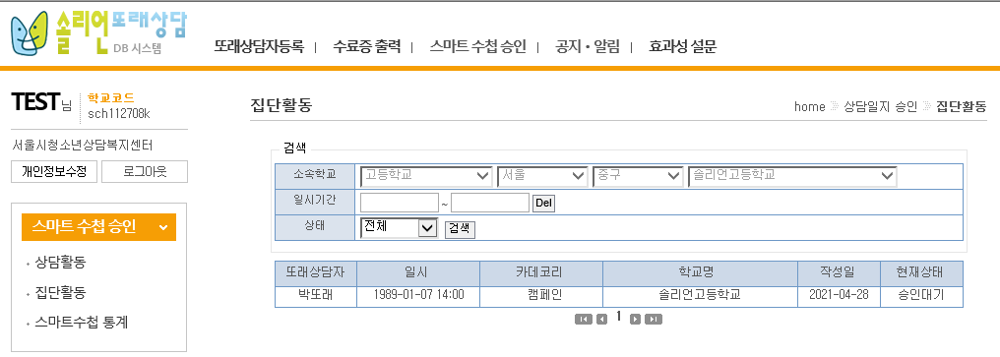 솔리언또래상담
DB 시스템
또래상담자등록 | 수료증 출력 | 스마트 수첩 승인 | 공지·알림 | 효과성 설문
TEST님
학교코드
sch112708k
서울시청소년상담복지센터
개인정보수정 로그아웃
스마트 수첩 승인
상담활동
집단활동
스마트수첩 통계
집단활동
home 상담일지 승인 집단활동
검색
소속학교 고등학교 서울 중구 솔리언고등학교
일시기간 ~ Del
상태 전체 검색
또래상담자 일시 카데코리 학교명 작성일 현재상태
박또래 1989-01-07 14:00 캠페인 솔리언고등학교 2021-04-28 승인대기
1